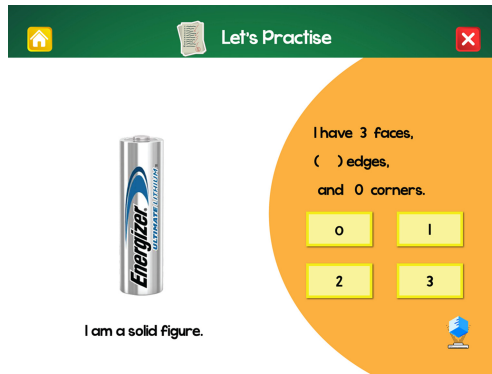 Let's Practise
I have 3 faces,
( ) edges,
and 0 corners.
0
1
2
3
Energizer
ULTIMATE LITHIUM
I am a solid figure.